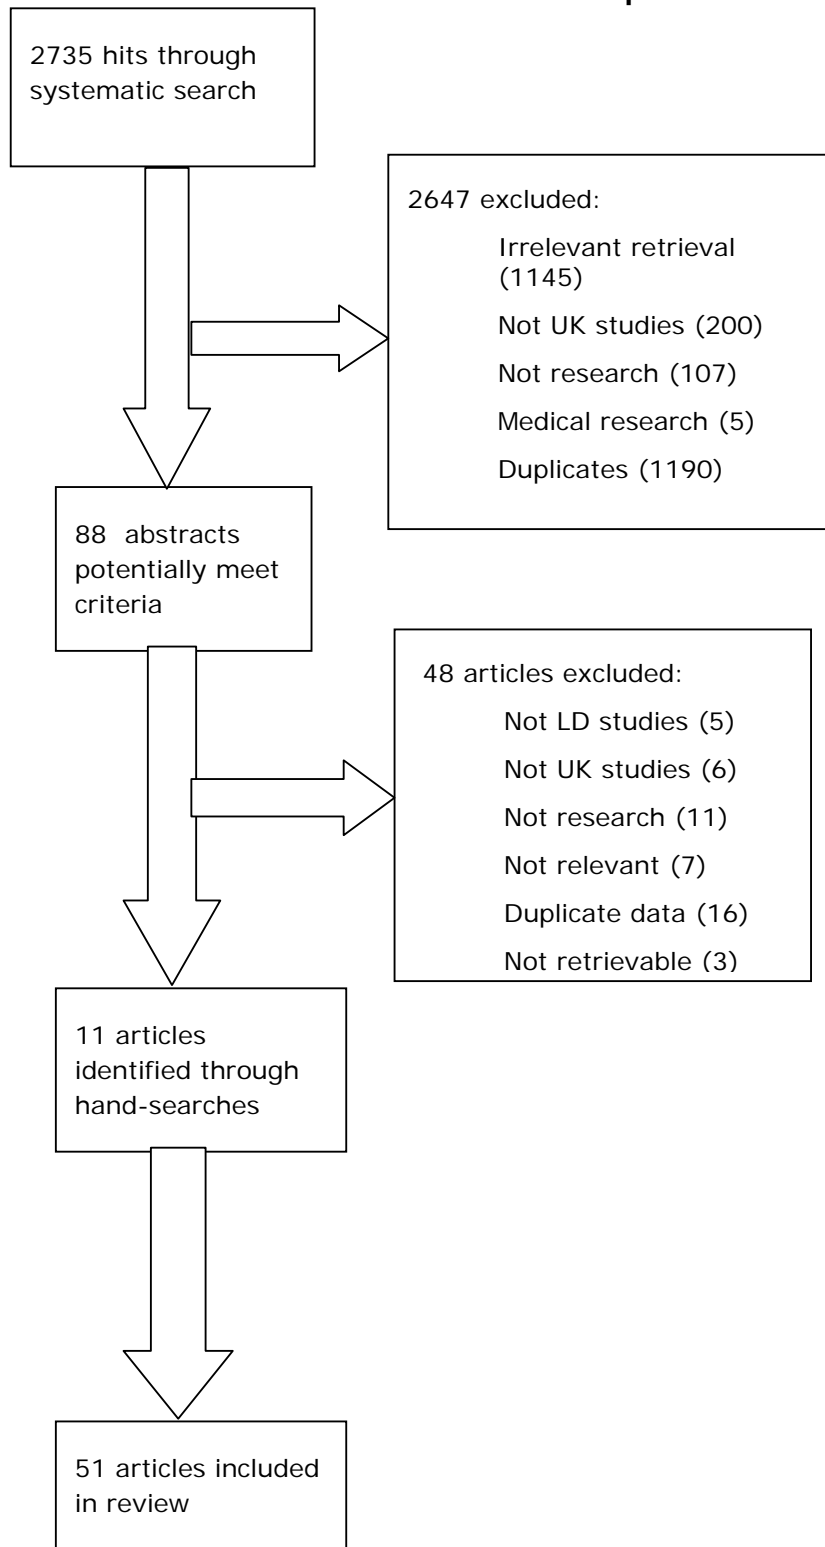 2735 hits through
systematic search
2647 excluded:
Irrelevant retrieval
(1145)
Not UK studies (200)
Not research (107)
Medical research (5)
Duplicates (1190)
88 abstracts
potentially meet
criteria
48 articles excluded:
Not LD studies (5)
Not UK studies (6)
Not research (11)
Not relevant (7)
Duplicate data (16)
Not retrievable (3)
11 articles
identified through
hand-searches
51 articles included
in review